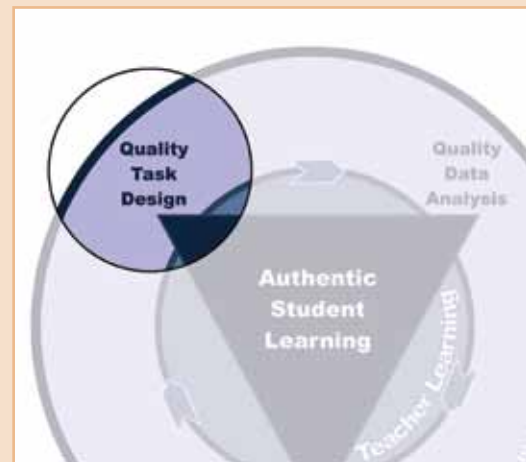 Quality
Task
Design
Quality
Data
Analysis
Authentic
Student
Learning
Teacher Learning